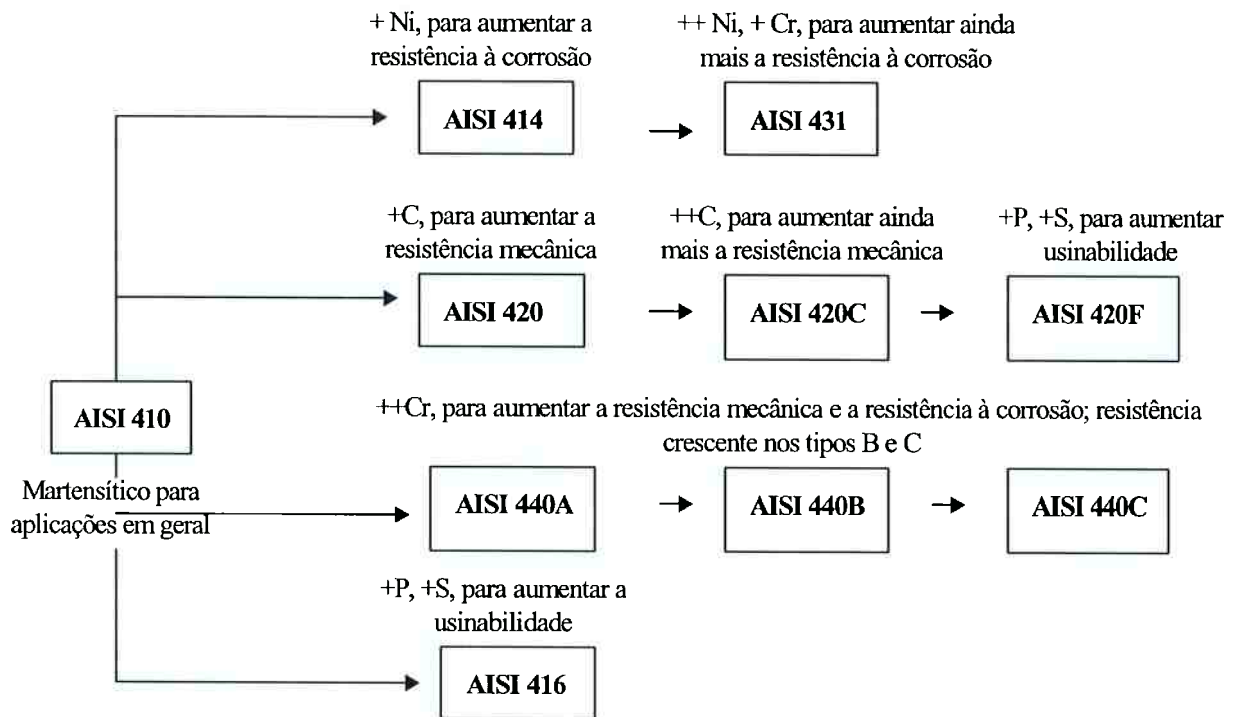 + Ni, para aumentar a
resistência à corrosão
++ Ni, + Cr, para aumentar ainda
mais a resistência à corrosão
AISI 414
AISI 431
+C, para aumentar a
resistência mecânica
++C, para aumentar ainda
mais a resistência mecânica
+P, +S, para aumentar
usinabilidade
AISI 420
AISI 420C
AISI 420F
AISI 410
Martensítico para
aplicações em geral
++Cr, para aumentar a resistência mecânica e a resistência à corrosão; resistência
crescente nos tipos B e C
AISI 440A
AISI 440B
AISI 440C
+P, +S, para aumentar a
usinabilidade
AISI 416